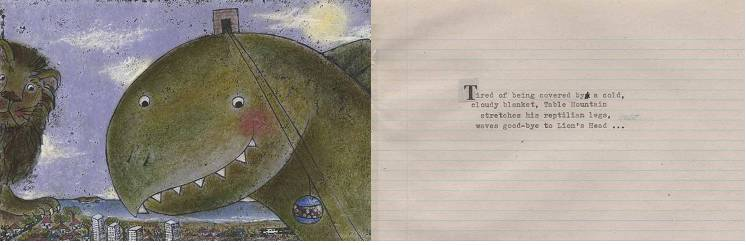 Tired of being covered by a cold,
cloudy blanket, Table Mountain
stretches his reptilian legs,
waves good-bye to Lion's Head ...